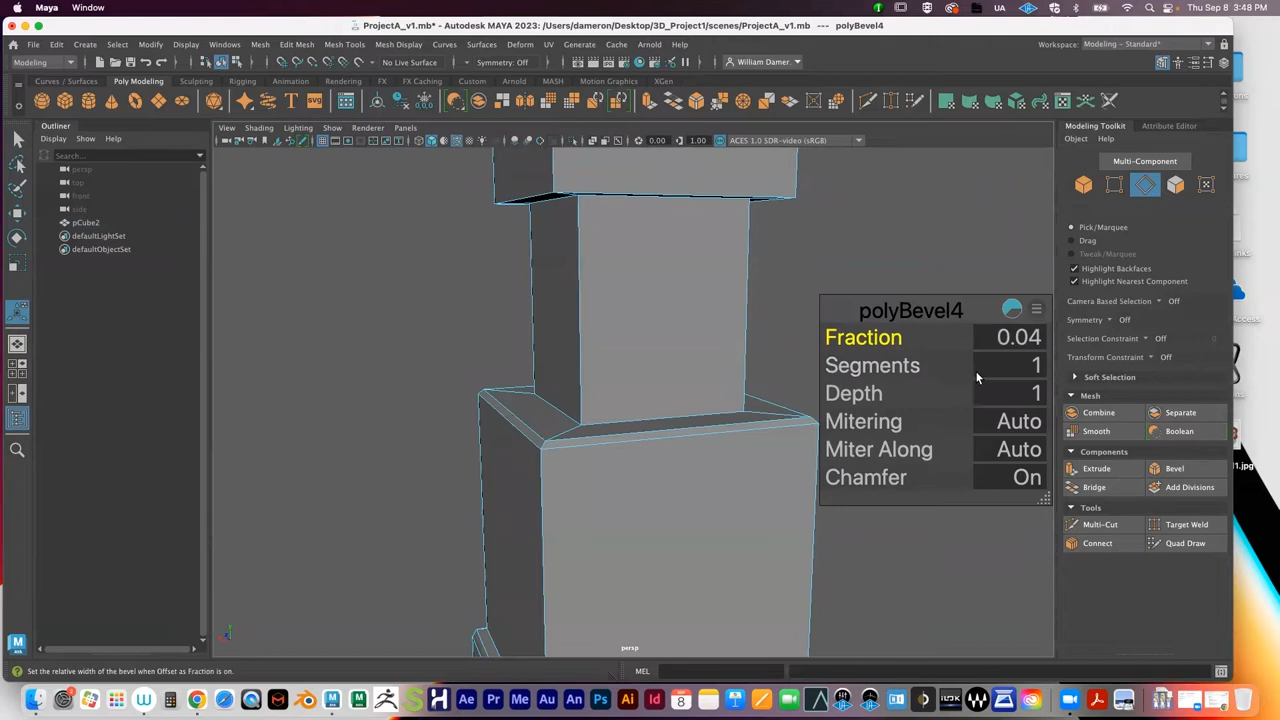 Maya Window UA Thu Sep 8 3:48 PM
ProjectA_v1.mb* - Autodesk MAYA 2023: /Users/dameron/Desktop/3D_Project1/scenes/ProjectA_v1.mb --- polyBevel4
File Edit Create Select Modify Display Windows Mesh Edit Mesh Mesh Tools Mesh Display Curves Surfaces Deform UV Generate Cache Arnold Help Workspace: Modeling - Standard*
Modeling No Live Surface Symmetry: Off William Damer...
Curves / Surfaces Poly Modeling Sculpting Rigging Animation Rendering FX FX Caching Custom Arnold MASH Motion Graphics XGen
Outliner
Display Show Help
Search...
persp
top
front
side
pCube2
defaultLightSet
defaultObjectSet
View Shading Lighting Show Renderer Panels
0.00 1.00 ACES 1.0 SDR-video (sRGB)
polyBevel4
Fraction 0.04
Segments 1
Depth 1
Mitering Auto
Miter Along Auto
Chamfer On
persp
Modeling Toolkit Attribute Editor
Object Help
Multi-Component
Pick/Marquee
Drag
Tweak/Marquee
Highlight Backfaces
Highlight Nearest Component
Camera Based Selection Off
Symmetry Off
Selection Constraint Off 0
Transform Constraint Off
Soft Selection
Mesh
Combine Separate
Smooth Boolean
Components
Extrude Bevel
Bridge Add Divisions
Tools
Multi-Cut Target Weld
Connect Quad Draw
Set the relative width of the bevel when Offset as Fraction is on. MEL